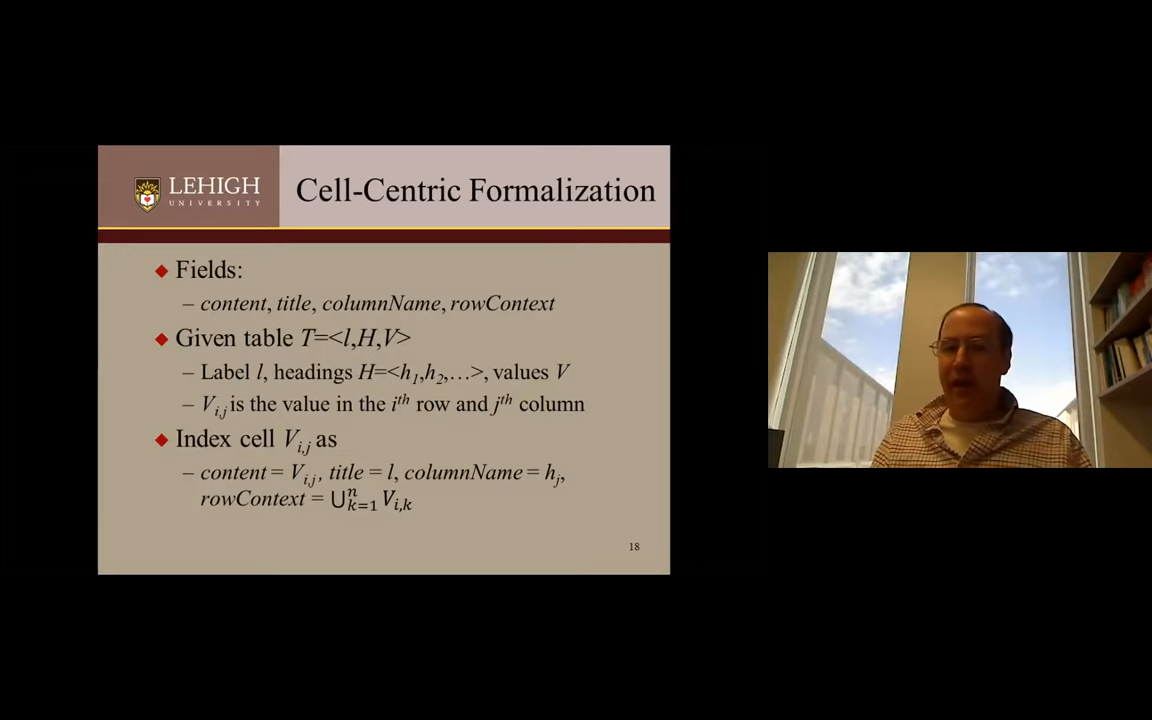 LEHIGH
UNIVERSITY
Cell-Centric Formalization
Fields:
– content, title, columnName, rowContext
Given table T=<l,H,V>
– Label l, headings H=<h1,h2,…>, values V
– Vi,j is the value in the ith row and jth column
Index cell Vi,j as
– content = Vi,j, title = l, columnName = hj,
rowContext = ⋃ⁿₖ₌₁ Vi,k
18